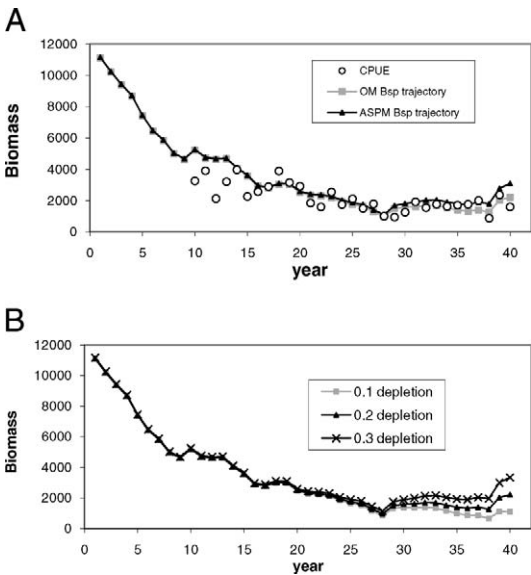 A
12000
10000
8000
6000
4000
2000
0
Biomass
CPUE
OM Bsp trajectory
ASPM Bsp trajectory
0 5 10 15 20 25 30 35 40
year
B
12000
10000
8000
6000
4000
2000
0
Biomass
0.1 depletion
0.2 depletion
0.3 depletion
0 5 10 15 20 25 30 35 40
year